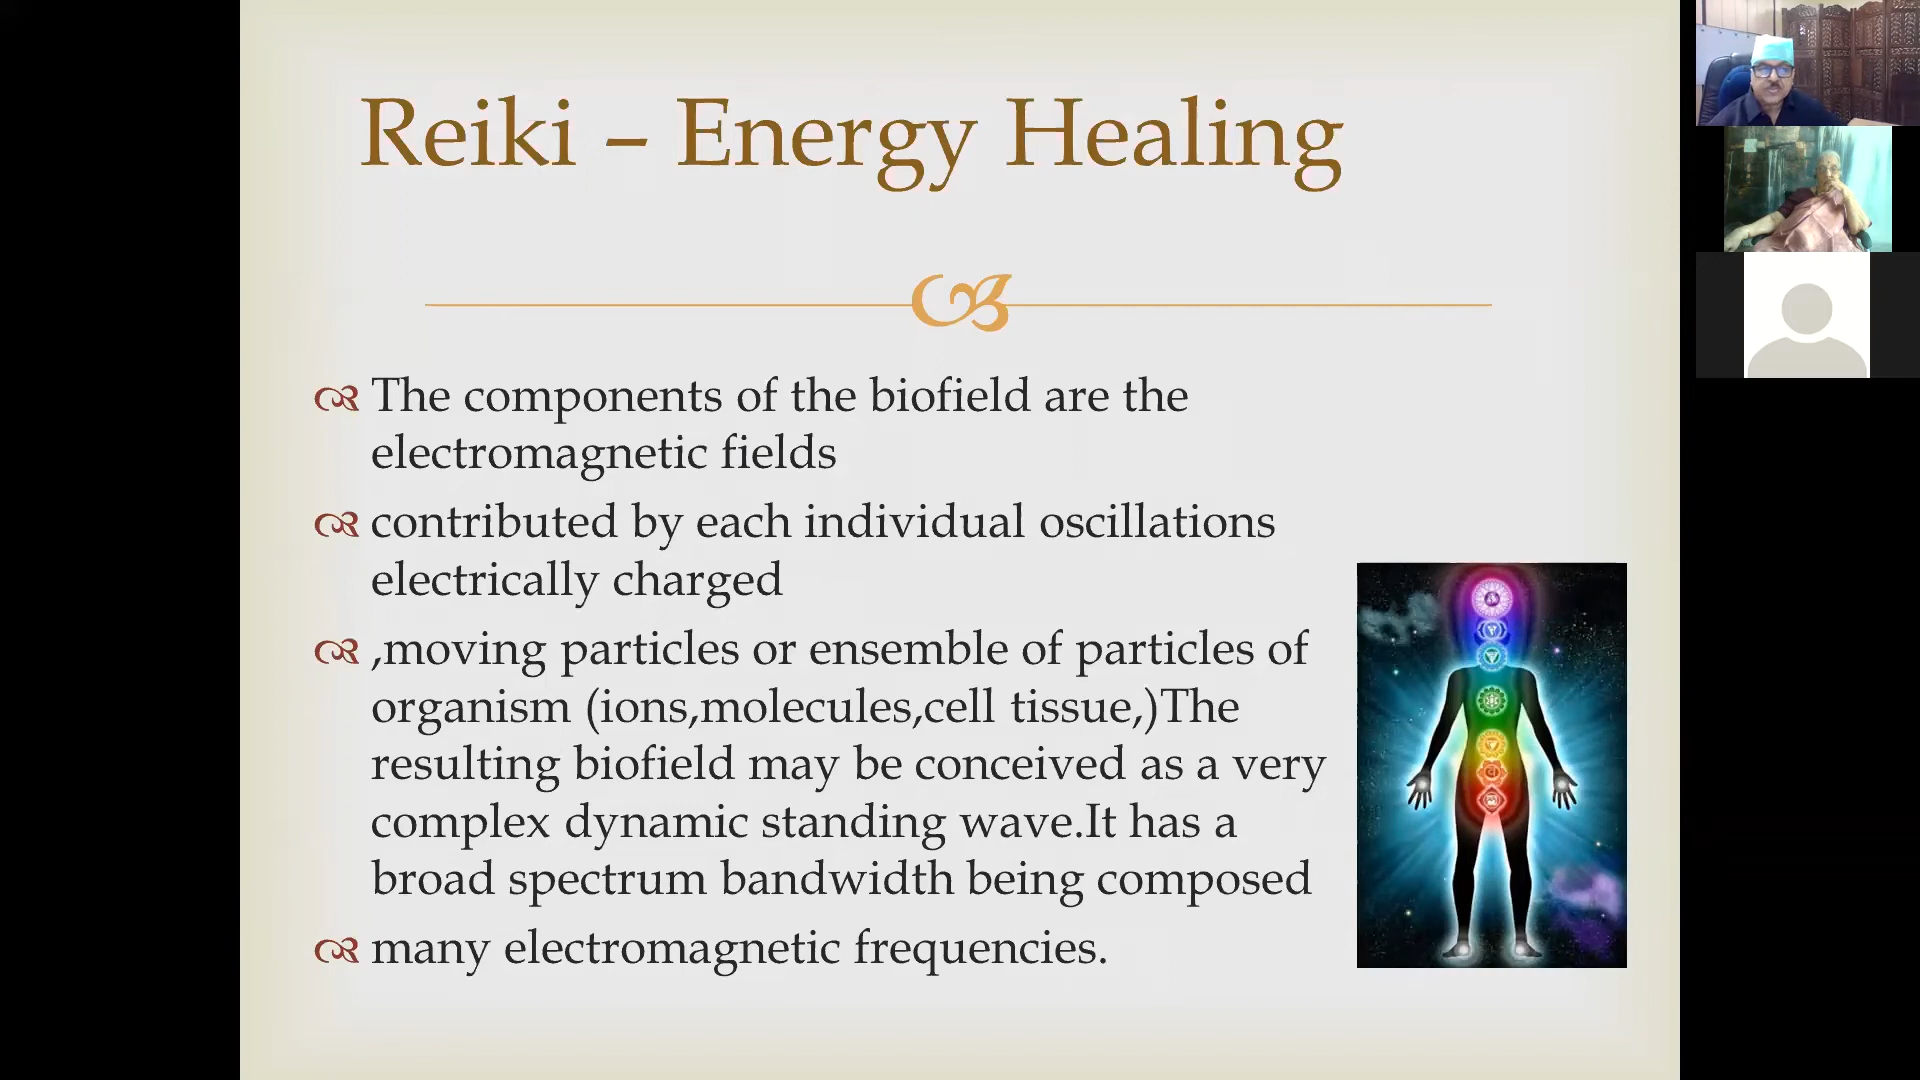 Reiki – Energy Healing
The components of the biofield are the
electromagnetic fields
contributed by each individual oscillations
electrically charged
,moving particles or ensemble of particles of
organism (ions,molecules,cell tissue,)The
resulting biofield may be conceived as a very
complex dynamic standing wave.It has a
broad spectrum bandwidth being composed
many electromagnetic frequencies.